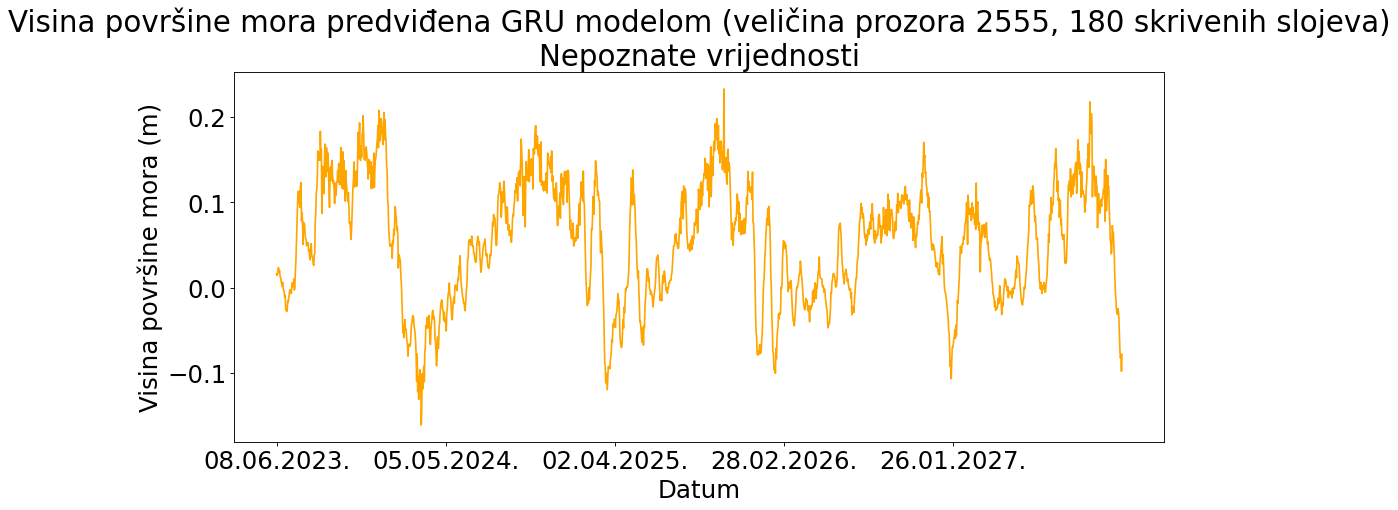 Visina površine mora predviđena GRU modelom (veličina prozora 2555, 180 skrivenih slojeva)
Nepoznate vrijednosti
Visina površine mora (m)
0.2
0.1
0.0
−0.1
08.06.2023. 05.05.2024. 02.04.2025. 28.02.2026. 26.01.2027.
Datum